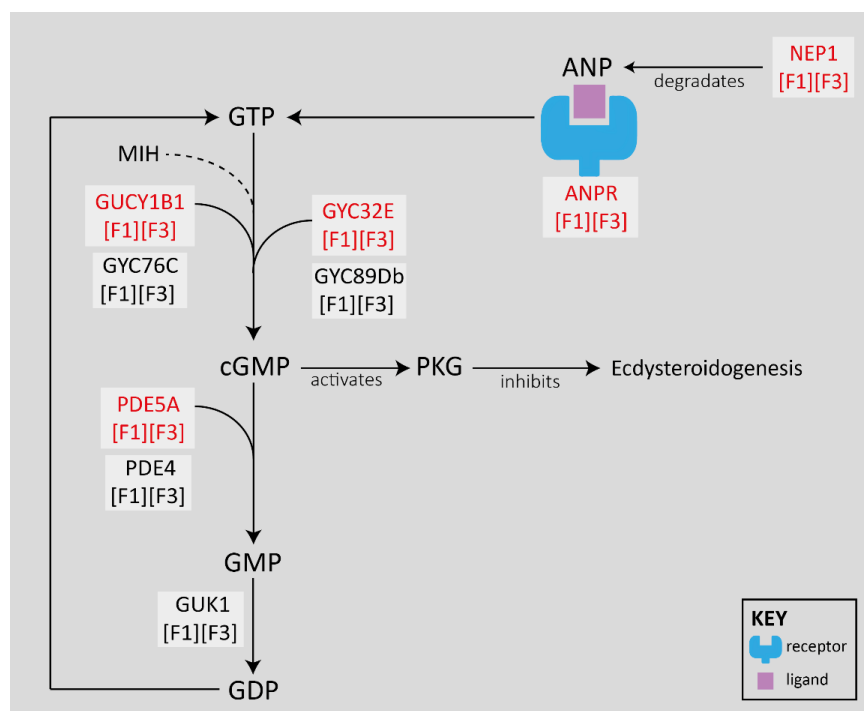 NEP1
[F1][F3]
ANP
degradates
GTP
MIH
ANPR
[F1][F3]
GUCY1B1
[F1][F3]
GYC32E
[F1][F3]
GYC76C
[F1][F3]
GYC89Db
[F1][F3]
cGMP
activates
PKG
inhibits
Ecdysteroidogenesis
PDE5A
[F1][F3]
PDE4
[F1][F3]
GMP
GUK1
[F1][F3]
GDP
KEY
receptor
ligand